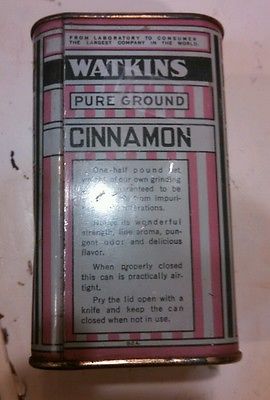 FROM LABORATORY TO CONSUMER
THE LARGEST COMPANY IN THE WORLD.
WATKINS
PURE GROUND
CINNAMON
One-half pound net
of our own grinding
guaranteed to be
from impuri-
its wonderful
strength, fine aroma, pun-
gent odor and delicious
flavor.
When properly closed
this can is practically air-
tight.
Pry the lid open with a
knife and keep the can
closed when not in use.